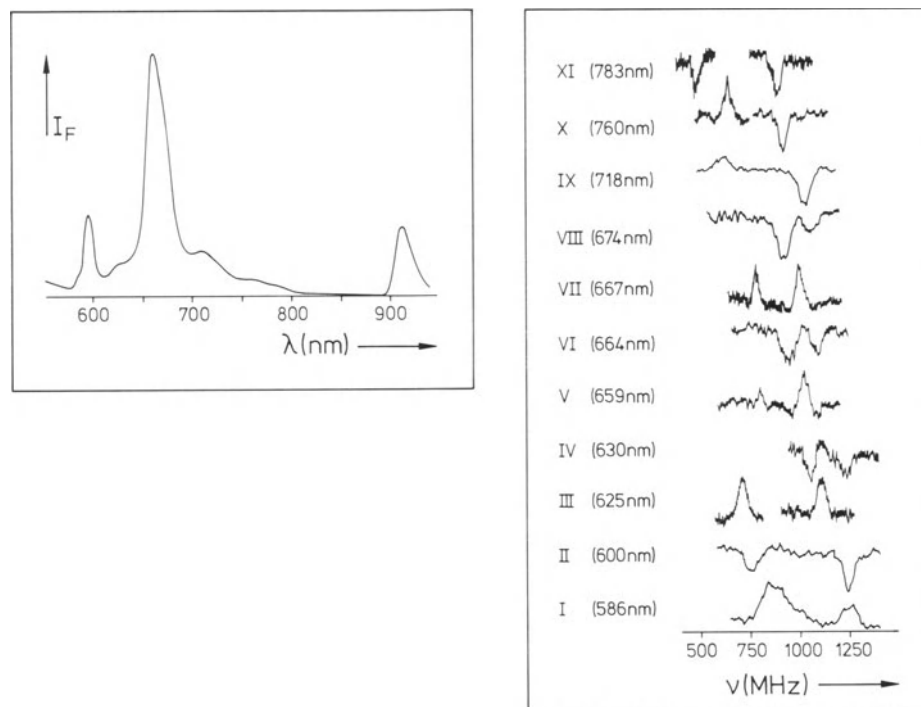 I_F
600 700 800 900
λ(nm)
XI (783nm)
X (760nm)
IX (718nm)
VIII (674nm)
VII (667nm)
VI (664nm)
V (659nm)
IV (630nm)
III (625nm)
II (600nm)
I (586nm)
500 750 1000 1250
ν(MHz)